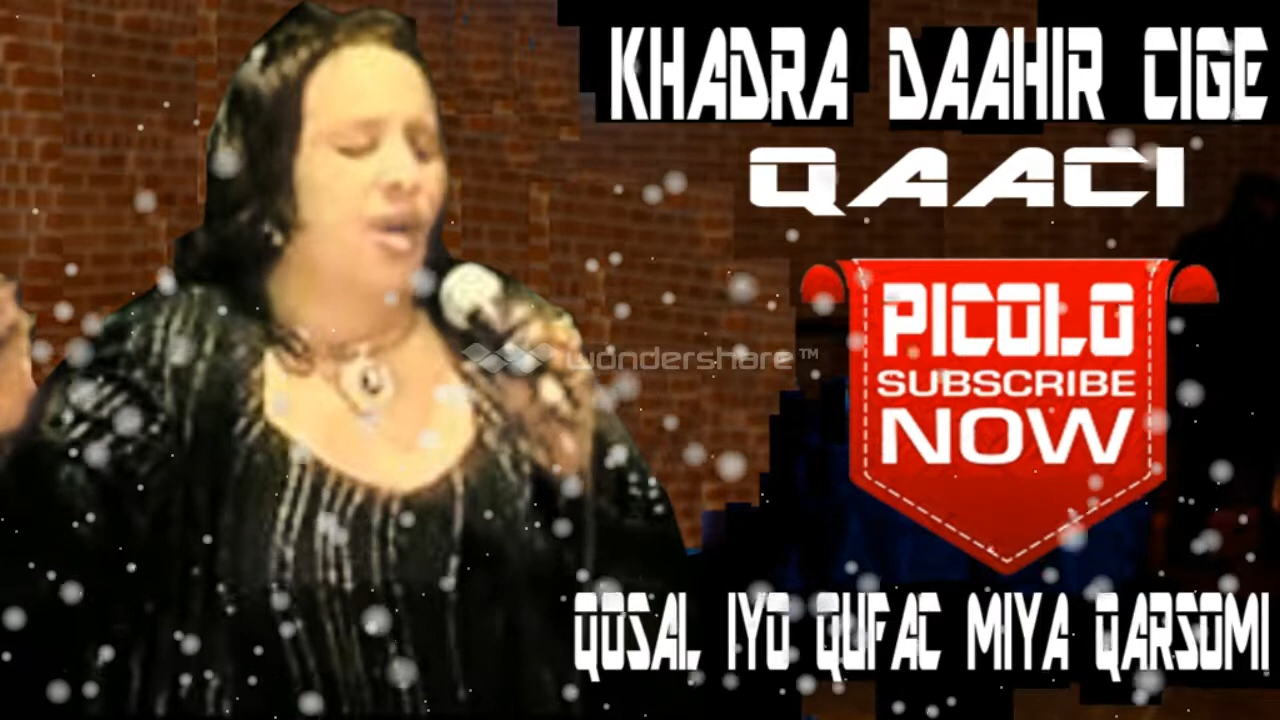 KHADRA DAAHIR CIGE
QAACI
PICOLO
SUBSCRIBE
NOW
wondershare™
QOSAL IYO QUFAC MIYA QARSOMI